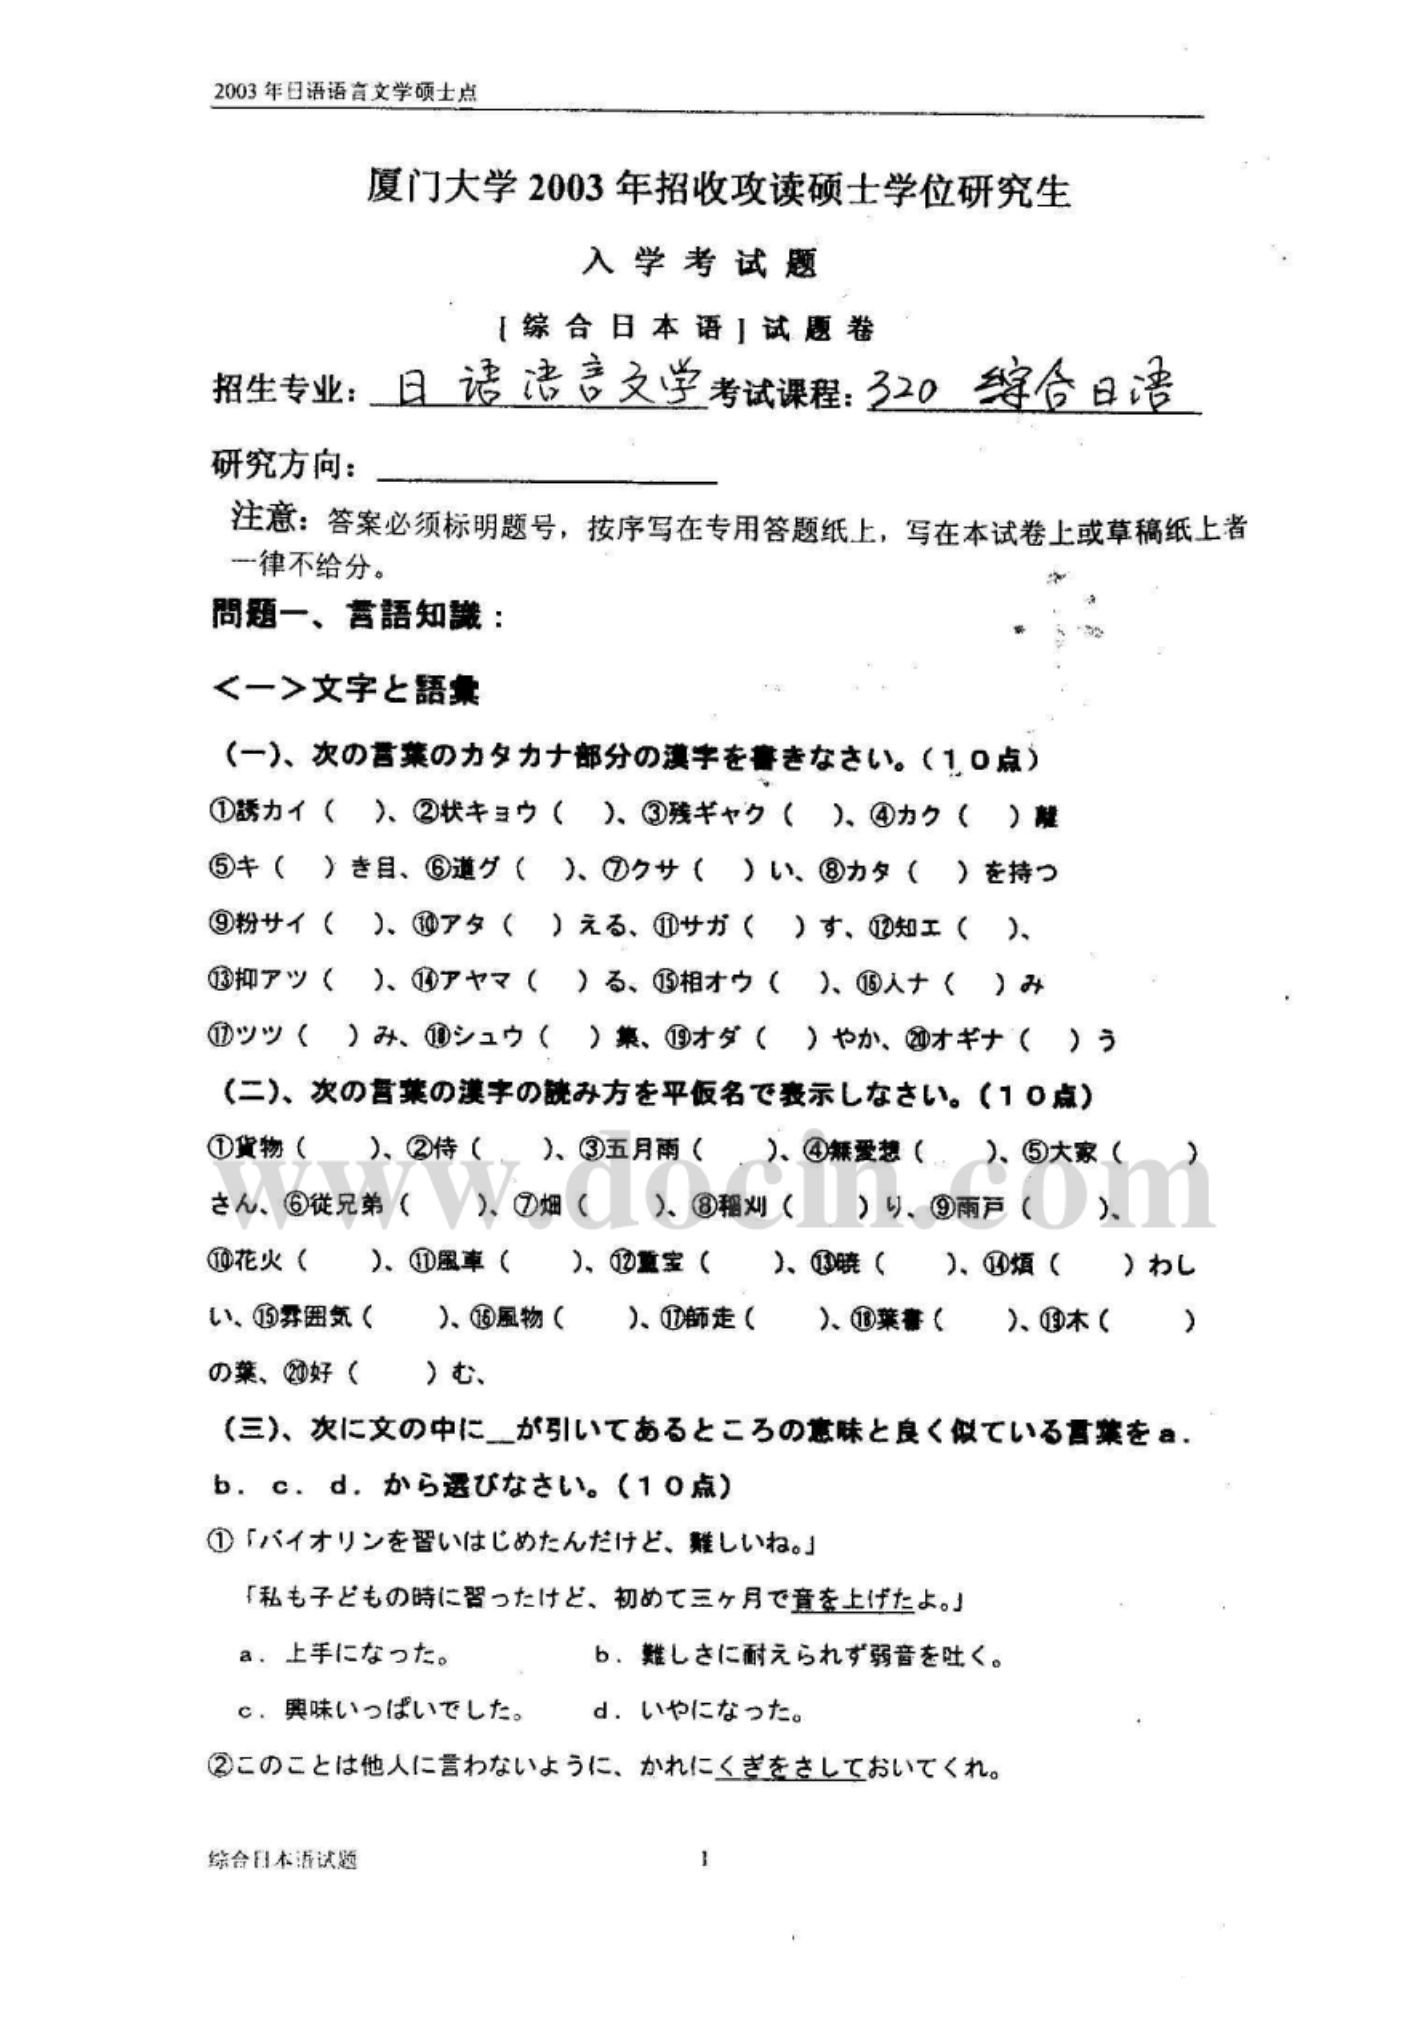 2003 年日语语言文学硕士点
厦门大学 2003 年招收攻读硕士学位研究生
入 学 考 试 题
[ 综 合 日 本 语 ] 试 题 卷
招生专业: 日 语 语言文学 考试课程: 320 综合日语
研究方向:
注意: 答案必须标明题号，按序写在专用答题纸上，写在本试卷上或草稿纸上者
一律不给分。
問題一、言語知識：
＜一＞文字と語彙
（一）、次の言葉のカタカナ部分の漢字を書きなさい。（１０点）
①誘カイ（　）、②状キョウ（　）、③残ギャク（　）、④カク（　）離
⑤キ（　）き目、⑥道グ（　）、⑦クサ（　）い、⑧カタ（　）を持つ
⑨粉サイ（　）、⑩アタ（　）える、⑪サガ（　）す、⑫知エ（　）、
⑬抑アツ（　）、⑭アヤマ（　）る、⑮相オウ（　）、⑯人ナ（　）み
⑰ツツ（　）み、⑱シュウ（　）集、⑲オダ（　）やか、⑳オギナ（　）う
（二）、次の言葉の漢字の読み方を平仮名で表示しなさい。（１０点）
①貨物（　　）、②侍（　　）、③五月雨（　　）、④無愛想（　　）、⑤大家（　　）
さん、⑥従兄弟（　　）、⑦畑（　　）、⑧稲刈（　　）り、⑨雨戸（　　）、
⑩花火（　　）、⑪風車（　　）、⑫重宝（　　）、⑬暁（　　）、⑭煩（　　）わし
い、⑮雰囲気（　　）、⑯風物（　　）、⑰師走（　　）、⑱葉書（　　）、⑲木（　　）
の葉、⑳好（　　）む、
（三）、次に文の中に__が引いてあるところの意味と良く似ている言葉をａ．
ｂ．ｃ．ｄ．から選びなさい。（１０点）
①「バイオリンを習いはじめたんだけど、難しいね。」
「私も子どもの時に習ったけど、初めて三ヶ月で音を上げたよ。」
ａ．上手になった。　　ｂ．難しさに耐えられず弱音を吐く。
ｃ．興味いっぱいでした。　　ｄ．いやになった。
②このことは他人に言わないように、かれにくぎをさしておいてくれ。
综合日本语试题　1
www.docin.com